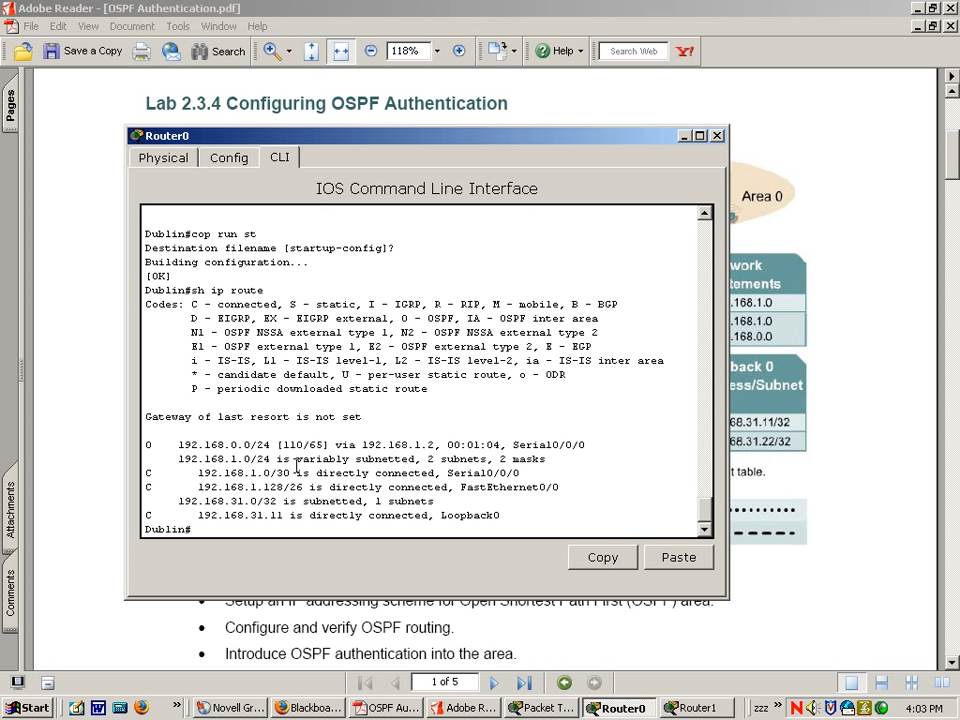 Adobe Reader - [OSPF Authentication.pdf]
File Edit View Document Tools Window Help
Save a Copy Search 118% Help Search Web Y!
Pages
Attachments
Comments
Lab 2.3.4 Configuring OSPF Authentication
Area 0
Router0
Physical Config CLI
IOS Command Line Interface
Dublin#cop run st
Destination filename [startup-config]?
Building configuration...
[OK]
Dublin#sh ip route
Codes: C - connected, S - static, I - IGRP, R - RIP, M - mobile, B - BGP
D - EIGRP, EX - EIGRP external, O - OSPF, IA - OSPF inter area
N1 - OSPF NSSA external type 1, N2 - OSPF NSSA external type 2
E1 - OSPF external type 1, E2 - OSPF external type 2, E - EGP
i - IS-IS, L1 - IS-IS level-1, L2 - IS-IS level-2, ia - IS-IS inter area
* - candidate default, U - per-user static route, o - ODR
P - periodic downloaded static route
Gateway of last resort is not set
O 192.168.0.0/24 [110/65] via 192.168.1.2, 00:01:04, Serial0/0/0
192.168.1.0/24 is variably subnetted, 2 subnets, 2 masks
C 192.168.1.0/30 is directly connected, Serial0/0/0
C 192.168.1.128/26 is directly connected, FastEthernet0/0
192.168.31.0/32 is subnetted, 1 subnets
C 192.168.31.11 is directly connected, Loopback0
Dublin#
Copy Paste
work
tements
.168.1.0
.168.1.0
.168.0.0
back 0
ess/Subnet
68.31.11/32
68.31.22/32
xt.
Setup an IP addressing scheme for Open Shortest Path First (OSPF) area.
• Configure and verify OSPF routing.
• Introduce OSPF authentication into the area.
1 of 5
Start Novell Gr... Blackboa... OSPF Au... Adobe R... Packet T... Router0 Router1 zzz 4:03 PM